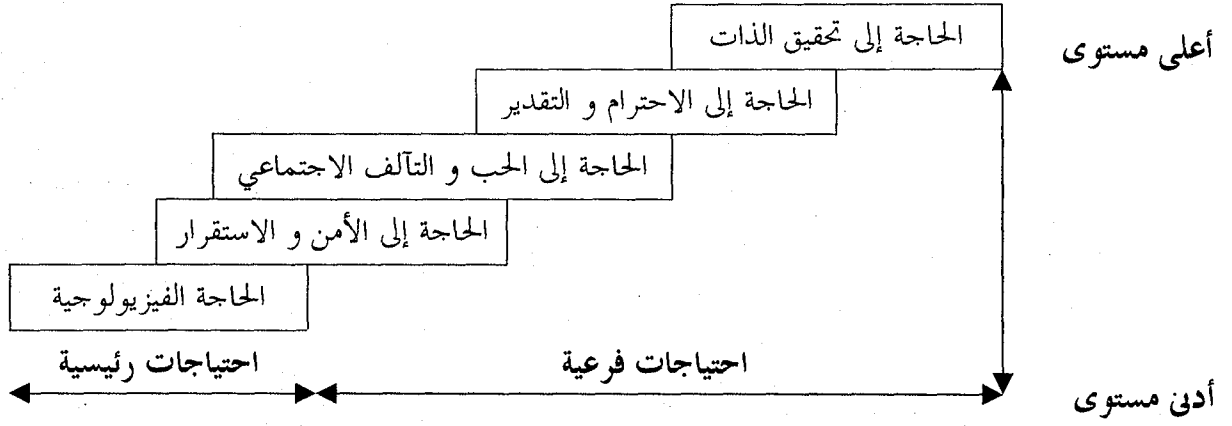 الحاجة إلى تحقيق الذات
أعلى مستوى
الحاجة إلى الاحترام و التقدير
الحاجة إلى الحب و التآلف الاجتماعي
الحاجة إلى الأمن و الاستقرار
الحاجة الفيزيولوجية
احتياجات فرعية
احتياجات رئيسية
أدنى مستوى